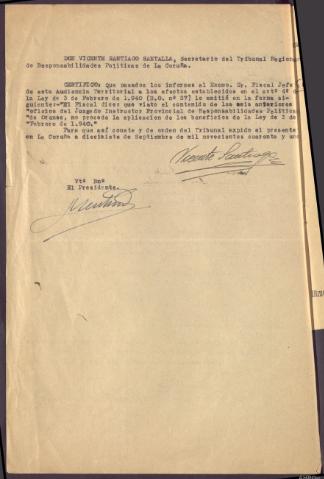 DON VICENTE SANTIAGO SANTALLA, Secretario del Tribunal Regional
de Responsabilidades Políticas de La Coruña.
CERTIFICO: que pasados los informes al Excmo. Sr. Fiscal Jefe
de esta Audiencia Territorial a los efectos establecidos en el artº
la Ley de 3 de Febrero de 1.940 (B.O. nº 37) lo emitió en la forma si-
guiente:="El Fiscal dice: que visto el contenido de los anteriores
"oficios del Juzgado Instructor Provincial de Responsabilidades Políticas
"de Orense, no procede la aplicación de los beneficios de la Ley de 3 de
"Febrero de 1.940."
Para que así conste y de orden del Tribunal expido el presente
en La Coruña a diecisiete de Septiembre de mil novecientos cuarenta y
Vicente Santiago
Vtº Bnº
El Presidente.